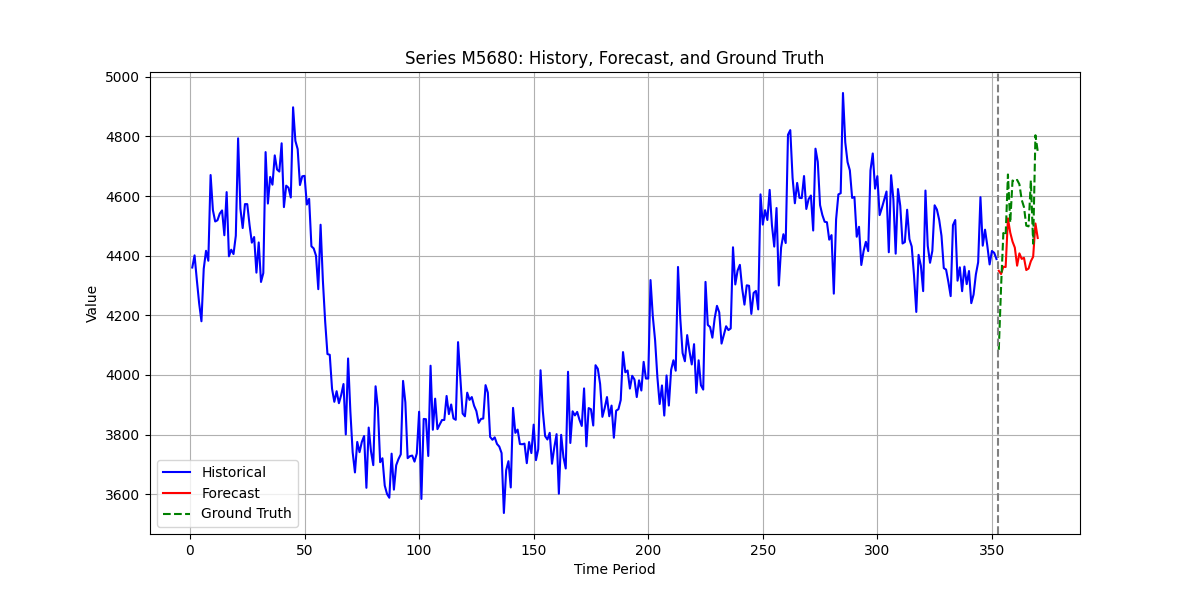 Series M5680: History, Forecast, and Ground Truth
5000
4800
4600
4400
4200
4000
3800
3600
Value
Historical
Forecast
Ground Truth
0 50 100 150 200 250 300 350
Time Period